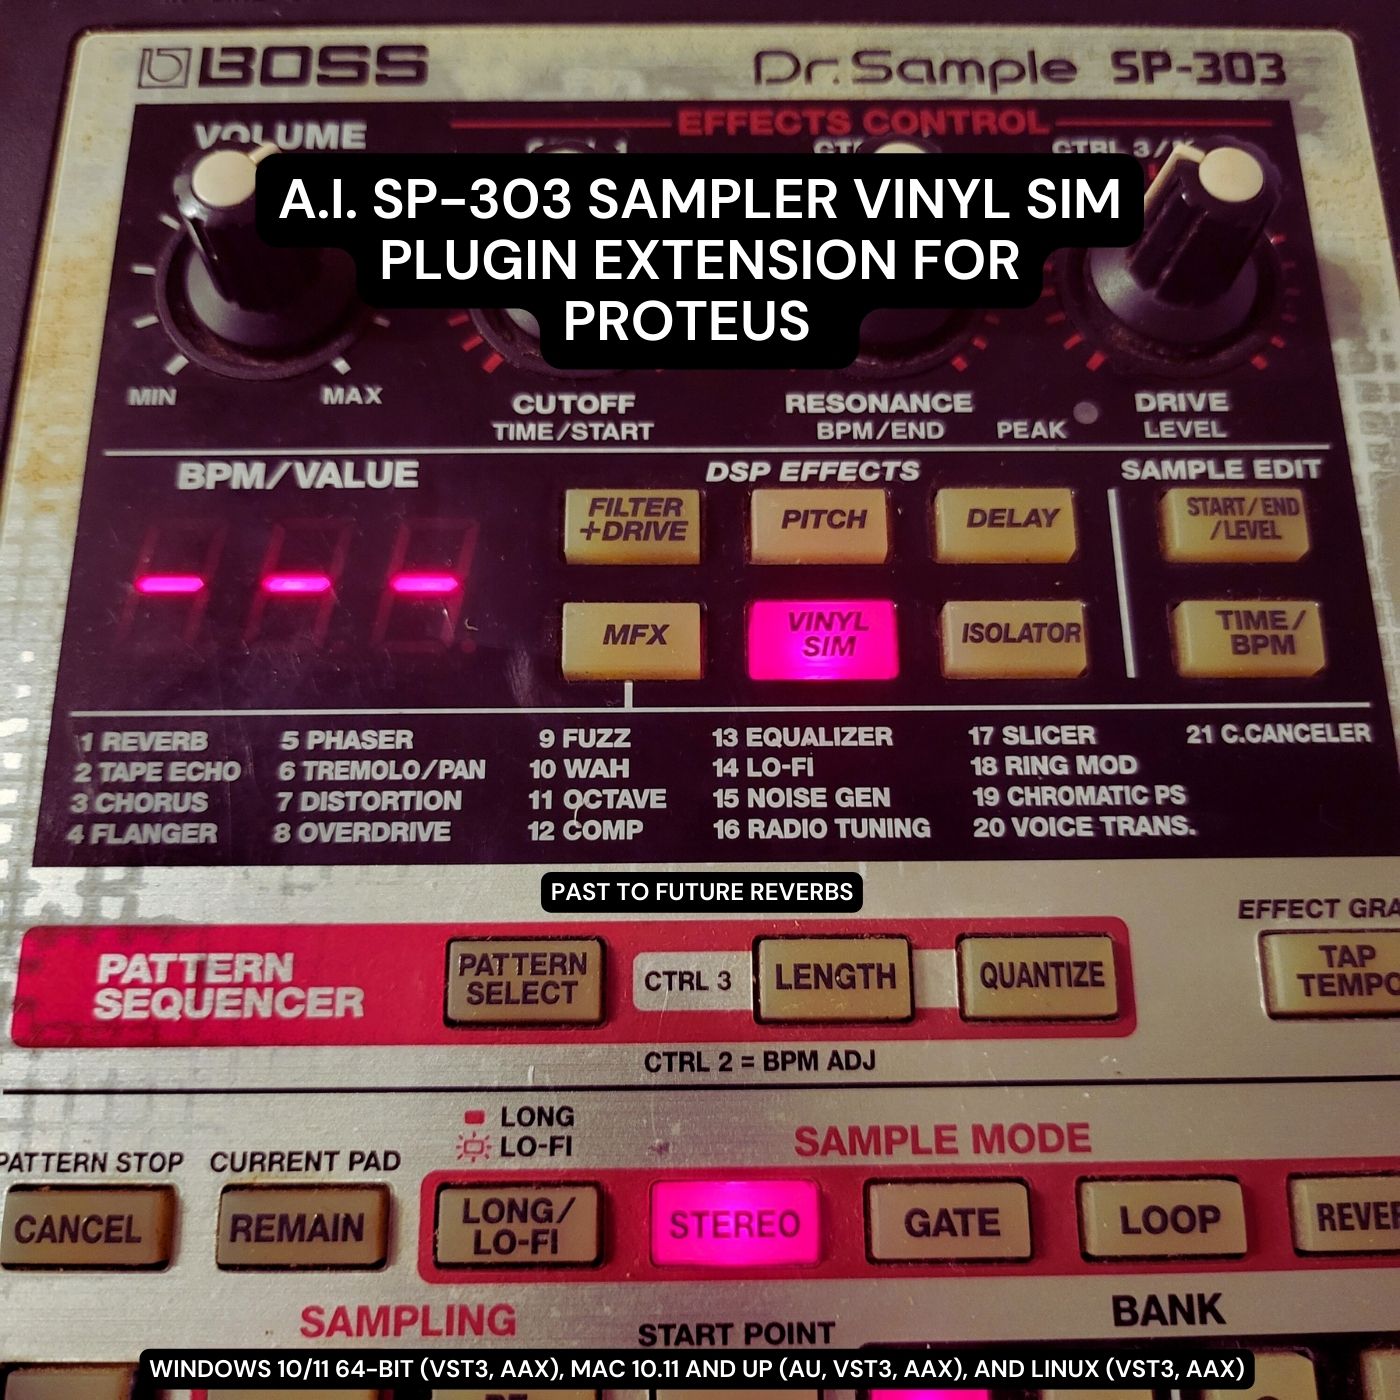 BOSS
Dr. Sample SP-303
EFFECTS CONTROL
VOLUME
A.I. SP-303 SAMPLER VINYL SIM
PLUGIN EXTENSION FOR
PROTEUS
MIN MAX
CUTOFF RESONANCE DRIVE
TIME/START BPM/END PEAK LEVEL
BPM/VALUE DSP EFFECTS SAMPLE EDIT
FILTER
+DRIVE
PITCH
DELAY
START/END
/LEVEL
MFX
VINYL
SIM
ISOLATOR
TIME/
BPM
1 REVERB 5 PHASER 9 FUZZ 13 EQUALIZER 17 SLICER 21 C.CANCELER
2 TAPE ECHO 6 TREMOLO/PAN 10 WAH 14 LO-Fi 18 RING MOD
3 CHORUS 7 DISTORTION 11 OCTAVE 15 NOISE GEN 19 CHROMATIC PS
4 FLANGER 8 OVERDRIVE 12 COMP 16 RADIO TUNING 20 VOICE TRANS.
PAST TO FUTURE REVERBS
EFFECT
PATTERN
SEQUENCER
PATTERN
SELECT
CTRL 3
LENGTH
QUANTIZE
TAP
TEMPO
CTRL 2 = BPM ADJ
LONG
LO-FI
SAMPLE MODE
PATTERN STOP CURRENT PAD
CANCEL
REMAIN
LONG/
LO-FI
STEREO
GATE
LOOP
SAMPLING
START POINT
BANK
WINDOWS 10/11 64-BIT (VST3, AAX), MAC 10.11 AND UP (AU, VST3, AAX), AND LINUX (VST3, AAX)